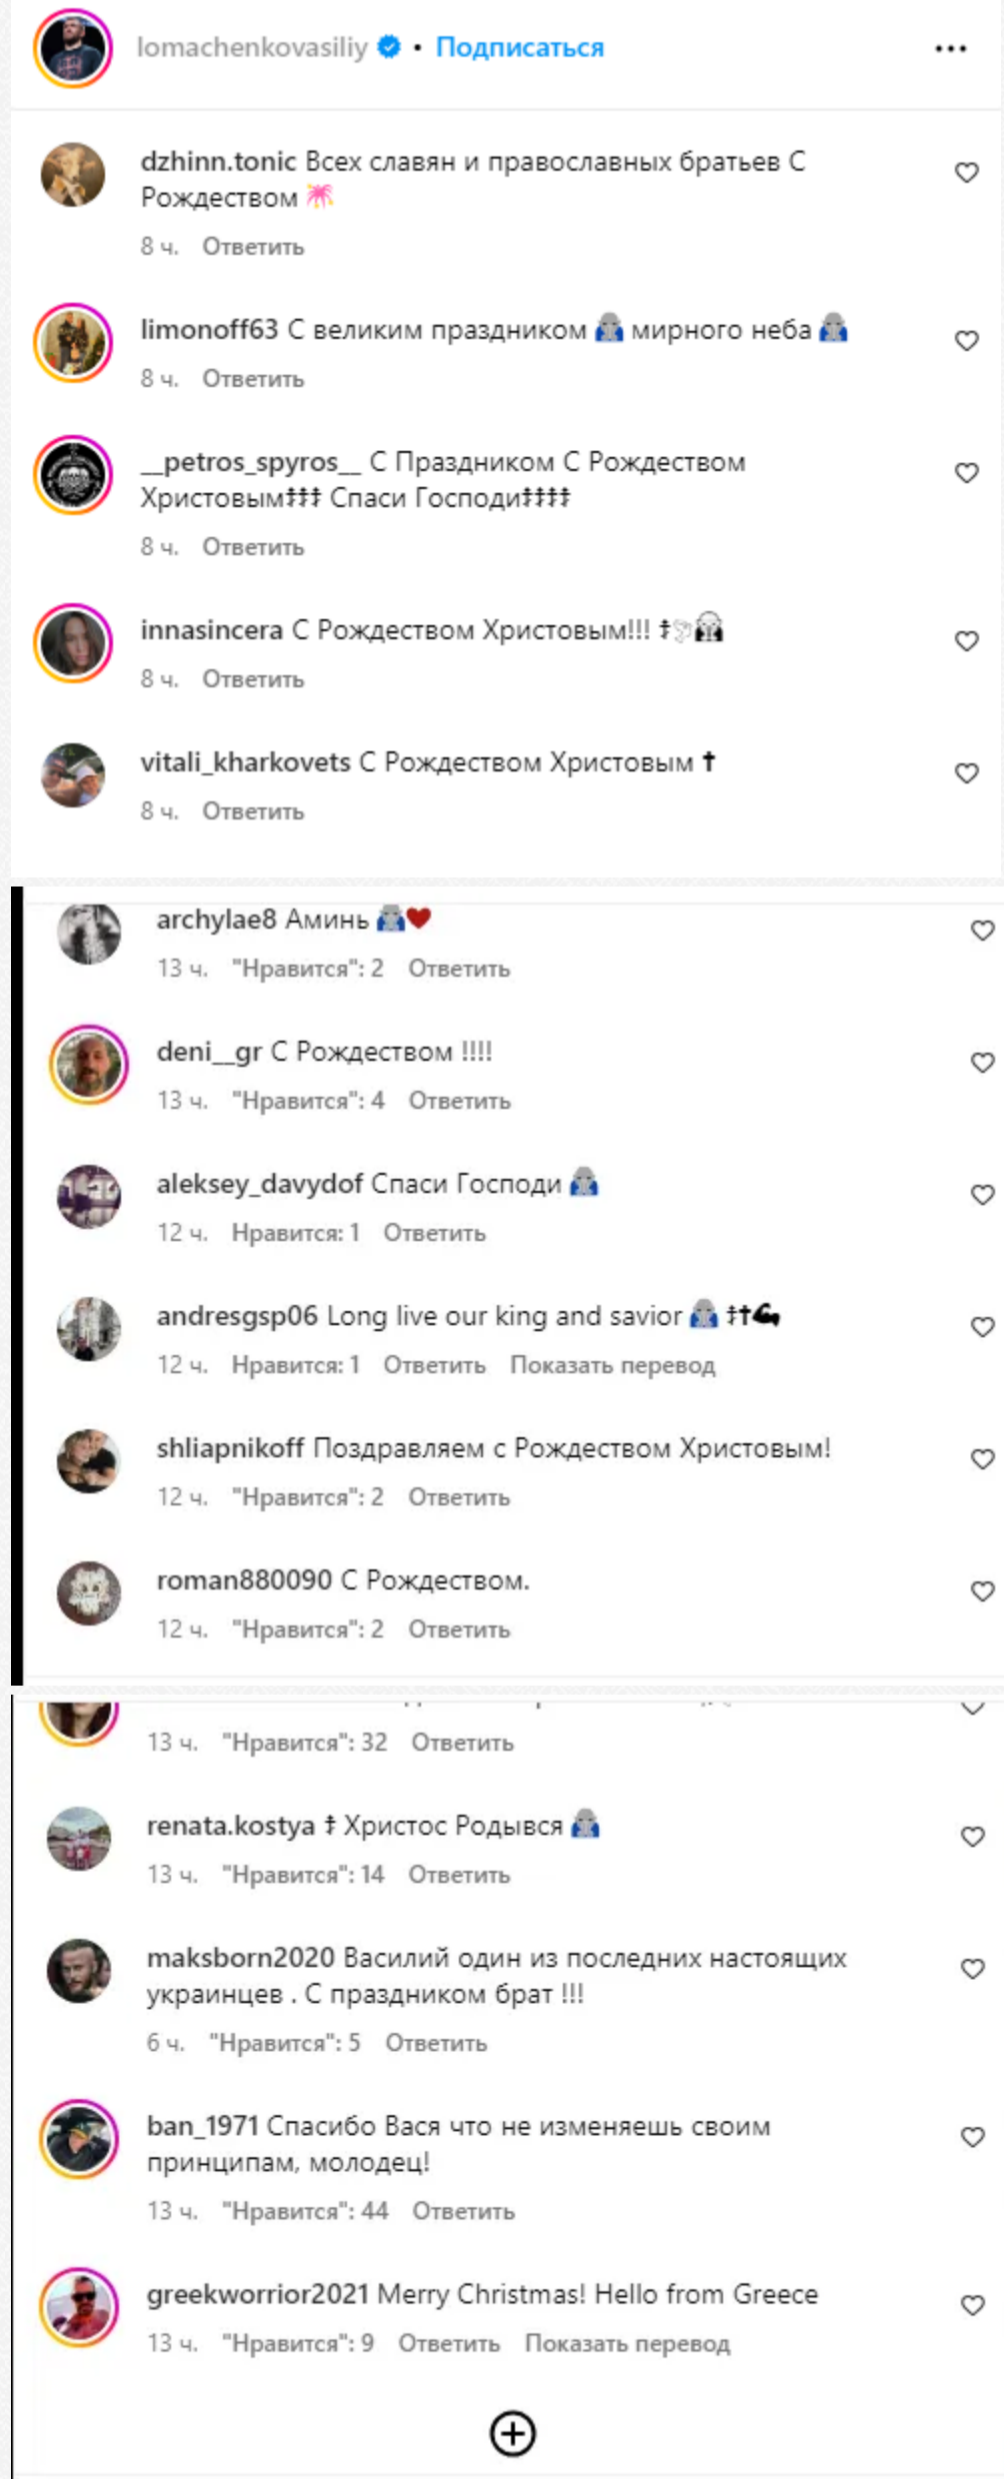 lomachenkovasiliy • Подписаться
dzhinn.tonic Всех славян и православных братьев С
Рождеством
8 ч. Ответить
limonoff63 С великим праздником 🙏 мирного неба 🙏
8 ч. Ответить
__petros_spyros__ С Праздником С Рождеством
Христовым☦☦☦ Спаси Господи☦☦☦☦
8 ч. Ответить
innasincera С Рождеством Христовым!!! ☦🕊🙏
8 ч. Ответить
vitali_kharkovets С Рождеством Христовым ✝
8 ч. Ответить
archylae8 Аминь 🙏❤
13 ч. "Нравится": 2 Ответить
deni__gr С Рождеством !!!!
13 ч. "Нравится": 4 Ответить
aleksey_davydof Спаси Господи 🙏
12 ч. Нравится: 1 Ответить
andresgsp06 Long live our king and savior 🙏 ☦✝💪
12 ч. Нравится: 1 Ответить Показать перевод
shliapnikoff Поздравляем с Рождеством Христовым!
12 ч. "Нравится": 2 Ответить
roman880090 С Рождеством.
12 ч. "Нравится": 2 Ответить
13 ч. "Нравится": 32 Ответить
renata.kostya ☦ Христос Родывся 🙏
13 ч. "Нравится": 14 Ответить
maksborn2020 Василий один из последних настоящих
украинцев . С праздником брат !!!
6 ч. "Нравится": 5 Ответить
ban_1971 Спасибо Вася что не изменяешь своим
принципам, молодец!
13 ч. "Нравится": 44 Ответить
greekworrior2021 Merry Christmas! Hello from Greece
13 ч. "Нравится": 9 Ответить Показать перевод